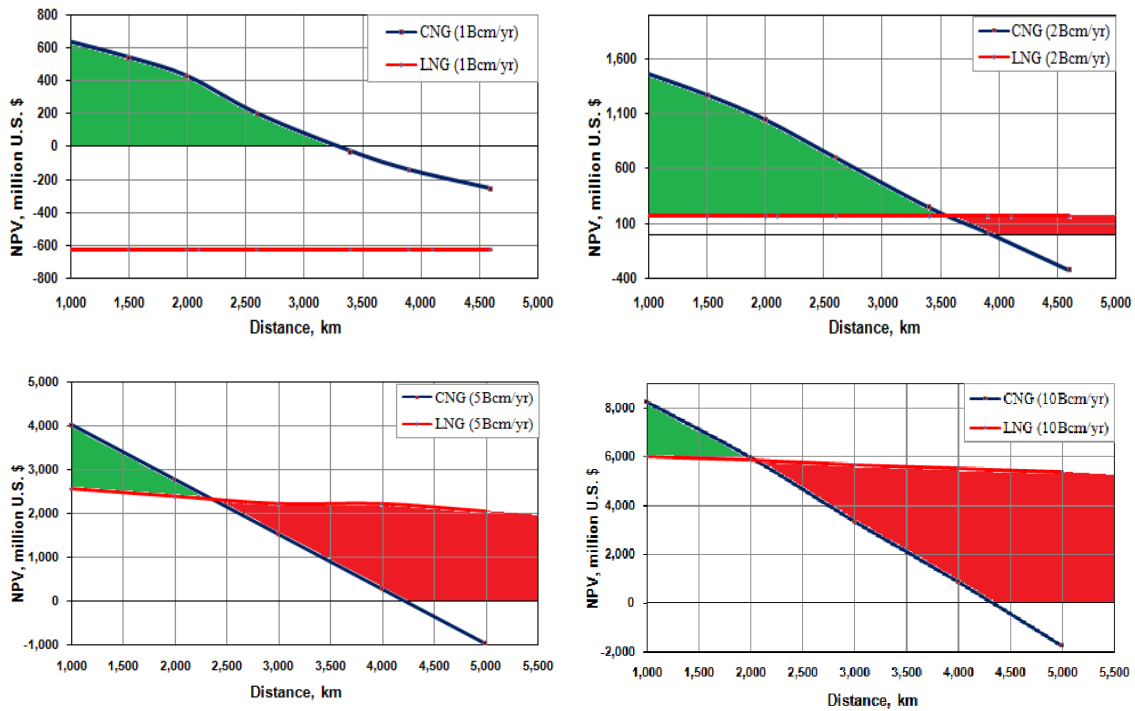 CNG (1Bcm/yr)
LNG (1Bcm/yr)
NPV, million U.S. $
800
600
400
200
0
-200
-400
-600
-800
1,000 1,500 2,000 2,500 3,000 3,500 4,000 4,500 5,000
Distance, km
CNG (2Bcm/yr)
LNG (2Bcm/yr)
NPV, million U.S. $
1,600
1,100
600
100
-400
1,000 1,500 2,000 2,500 3,000 3,500 4,000 4,500 5,000
Distance, km
CNG (5Bcm/yr)
LNG (5Bcm/yr)
NPV, million U.S. $
5,000
4,000
3,000
2,000
1,000
0
-1,000
1,000 1,500 2,000 2,500 3,000 3,500 4,000 4,500 5,000 5,500
Distance, km
CNG (10Bcm/yr)
LNG (10Bcm/yr)
NPV, million U.S. $
8,000
6,000
4,000
2,000
0
-2,000
1,000 1,500 2,000 2,500 3,000 3,500 4,000 4,500 5,000 5,500
Distance, km